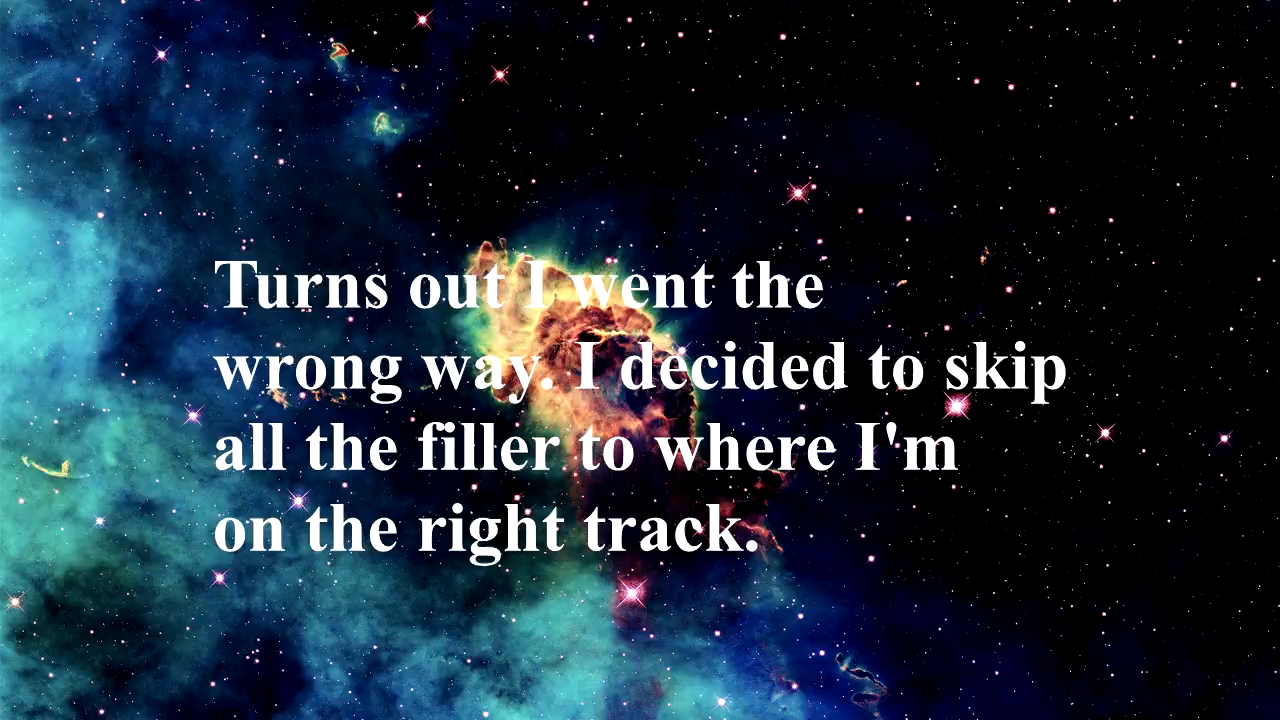 Turns out I went the
wrong way. I decided to skip
all the filler to where I'm
on the right track.